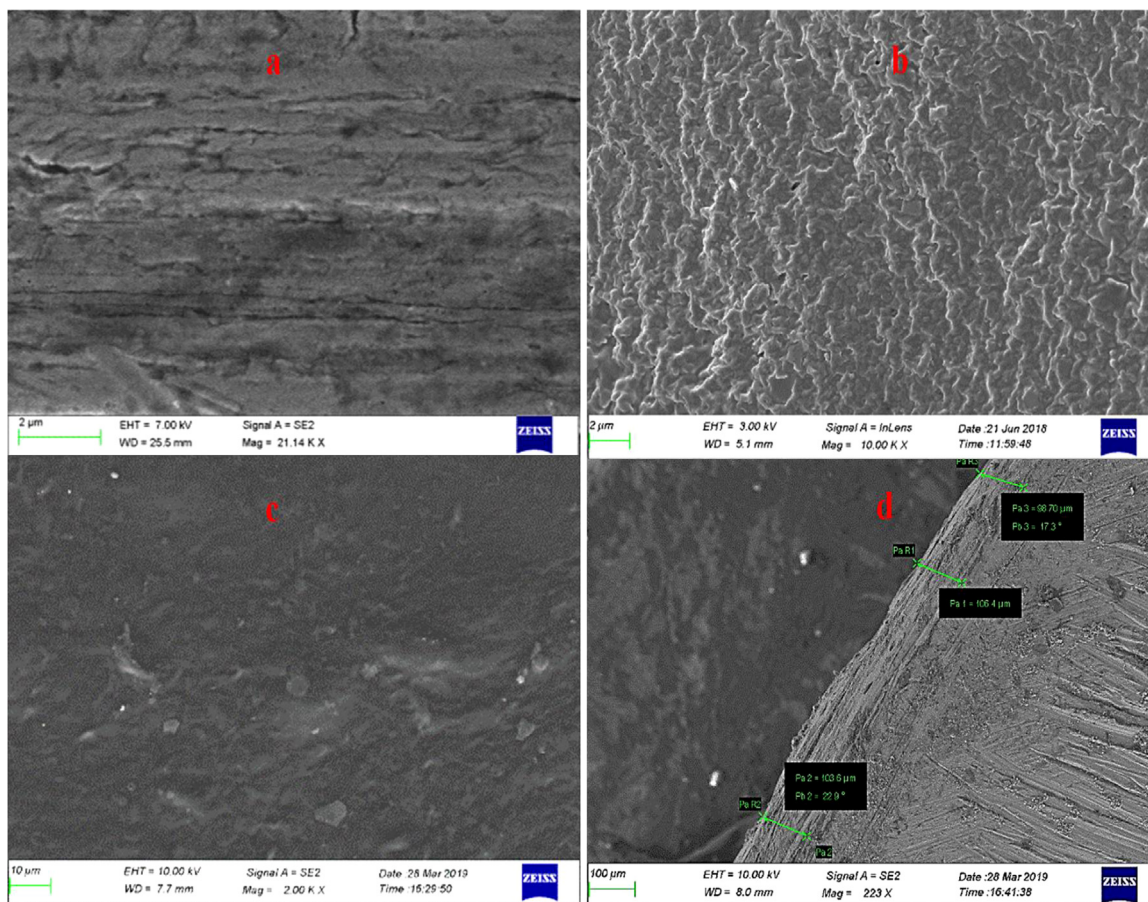 a
2 µm
EHT = 7.00 kV
WD = 25.5 mm
Signal A = SE2
Mag = 21.14 K X
ZEISS
b
2 µm
EHT = 3.00 kV
WD = 5.1 mm
Signal A = InLens
Mag = 10.00 K X
Date :21 Jun 2018
Time :11:59:48
ZEISS
c
10 µm
EHT = 10.00 kV
WD = 7.7 mm
Signal A = SE2
Mag = 2.00 K X
Date :28 Mar 2019
Time :16:29:50
ZEISS
d
Pa R3
Pa 3 = 98.70 µm
Pb 3 = 17.3 °
Pa R1
Pa 1 = 106.4 µm
Pa 2 = 103.6 µm
Pb 2 = 22.9 °
Pa R2
Pa 2
100 µm
EHT = 10.00 kV
WD = 8.0 mm
Signal A = SE2
Mag = 223 X
Date :28 Mar 2019
Time :16:41:38
ZEISS